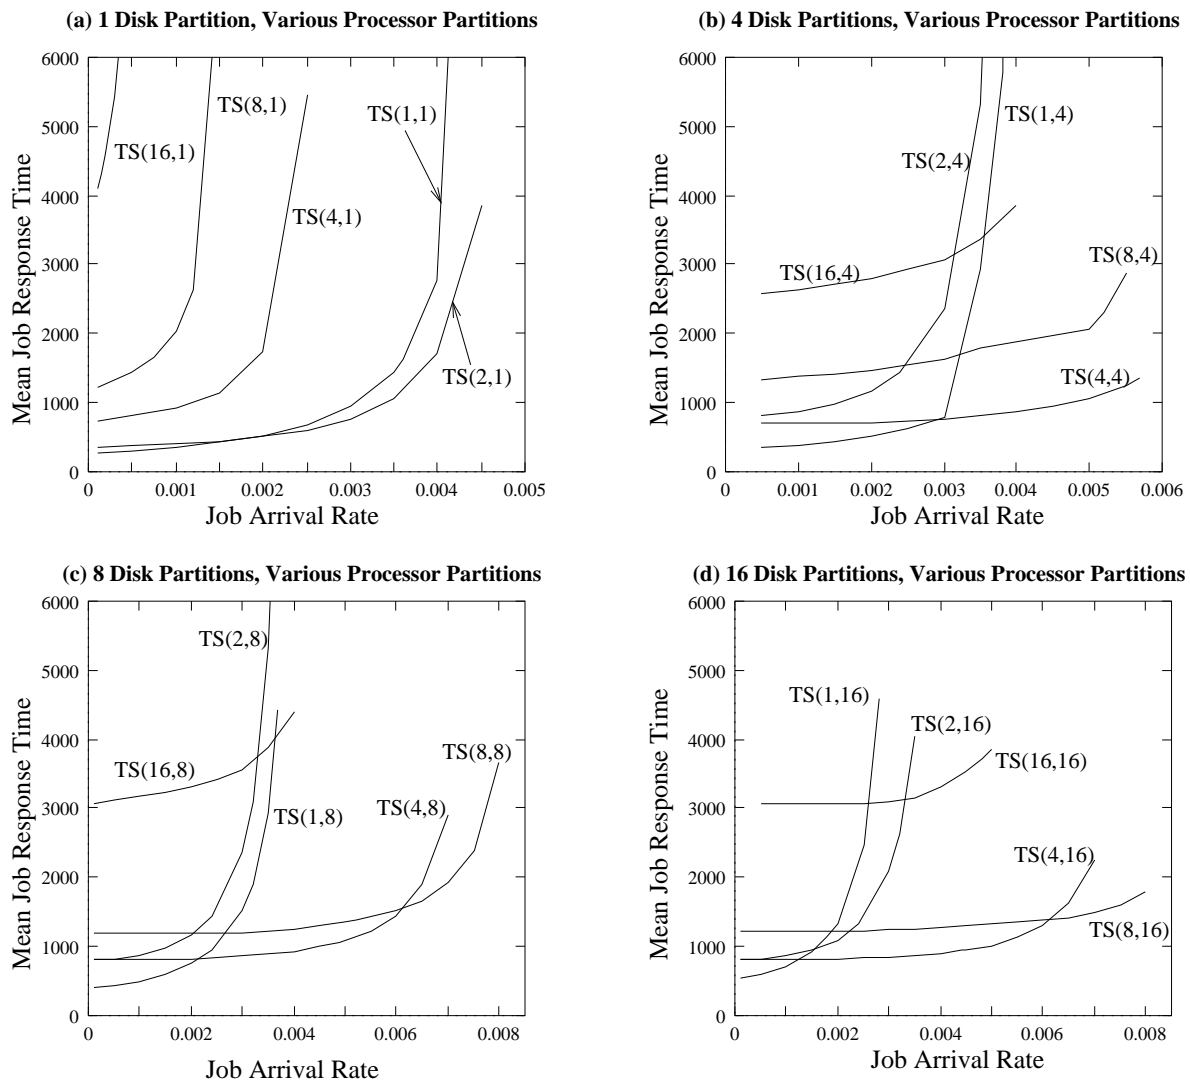 (a) 1 Disk Partition, Various Processor Partitions
6000
5000
4000
3000
2000
1000
0
Mean Job Response Time
TS(16,1)
TS(8,1)
TS(4,1)
TS(1,1)
TS(2,1)
0
0.001
0.002
0.003
0.004
0.005
Job Arrival Rate
(b) 4 Disk Partitions, Various Processor Partitions
6000
5000
4000
3000
2000
1000
0
Mean Job Response Time
TS(1,4)
TS(2,4)
TS(16,4)
TS(8,4)
TS(4,4)
0
0.001
0.002
0.003
0.004
0.005
0.006
Job Arrival Rate
(c) 8 Disk Partitions, Various Processor Partitions
6000
5000
4000
3000
2000
1000
0
Mean Job Response Time
TS(2,8)
TS(16,8)
TS(1,8)
TS(4,8)
TS(8,8)
0
0.002
0.004
0.006
0.008
Job Arrival Rate
(d) 16 Disk Partitions, Various Processor Partitions
6000
5000
4000
3000
2000
1000
0
Mean Job Response Time
TS(1,16)
TS(2,16)
TS(16,16)
TS(4,16)
TS(8,16)
0
0.002
0.004
0.006
0.008
Job Arrival Rate